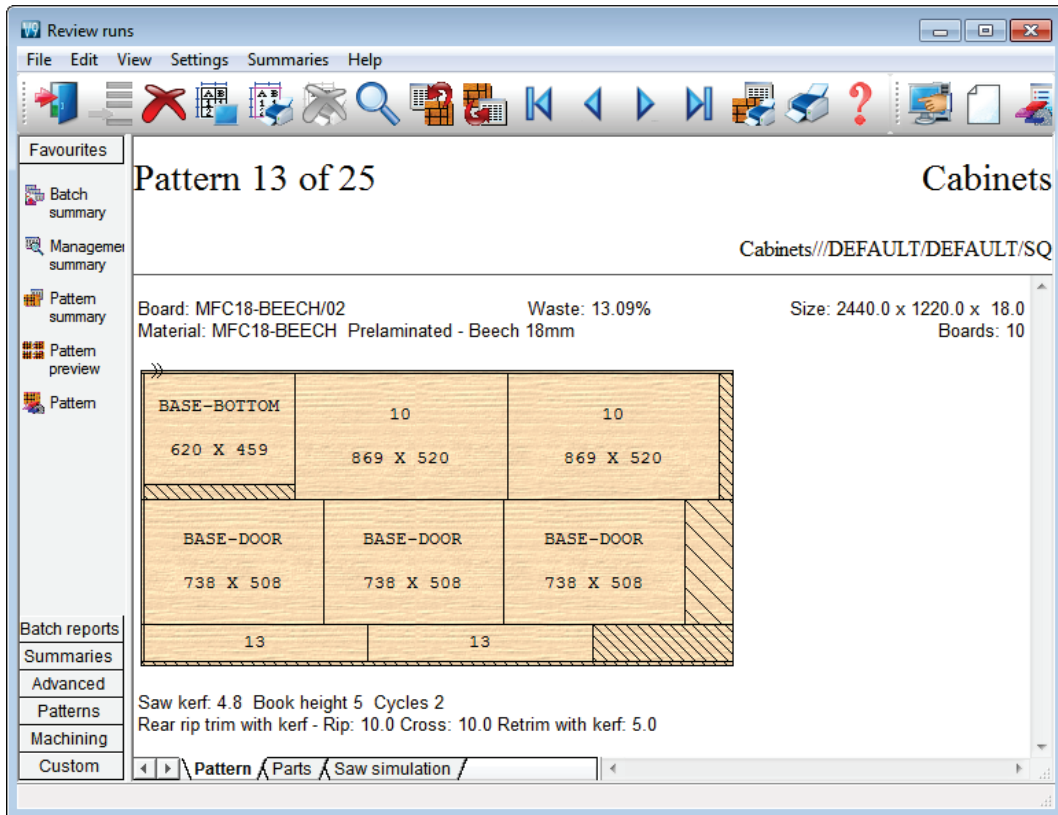 V9 Review runs
File Edit View Settings Summaries Help
Favourites
Batch
summary
Managemer
summary
Pattern
summary
Pattern
preview
Pattern
Batch reports
Summaries
Advanced
Patterns
Machining
Custom
Pattern 13 of 25 Cabinets
Cabinets///DEFAULT/DEFAULT/SQ
Board: MFC18-BEECH/02 Waste: 13.09% Size: 2440.0 x 1220.0 x 18.0
Material: MFC18-BEECH Prelaminated - Beech 18mm Boards: 10
BASE-BOTTOM 10 10
620 X 459 869 X 520 869 X 520
BASE-DOOR BASE-DOOR BASE-DOOR
738 X 508 738 X 508 738 X 508
13 13
Saw kerf: 4.8 Book height 5 Cycles 2
Rear rip trim with kerf - Rip: 10.0 Cross: 10.0 Retrim with kerf: 5.0
Pattern Parts Saw simulation